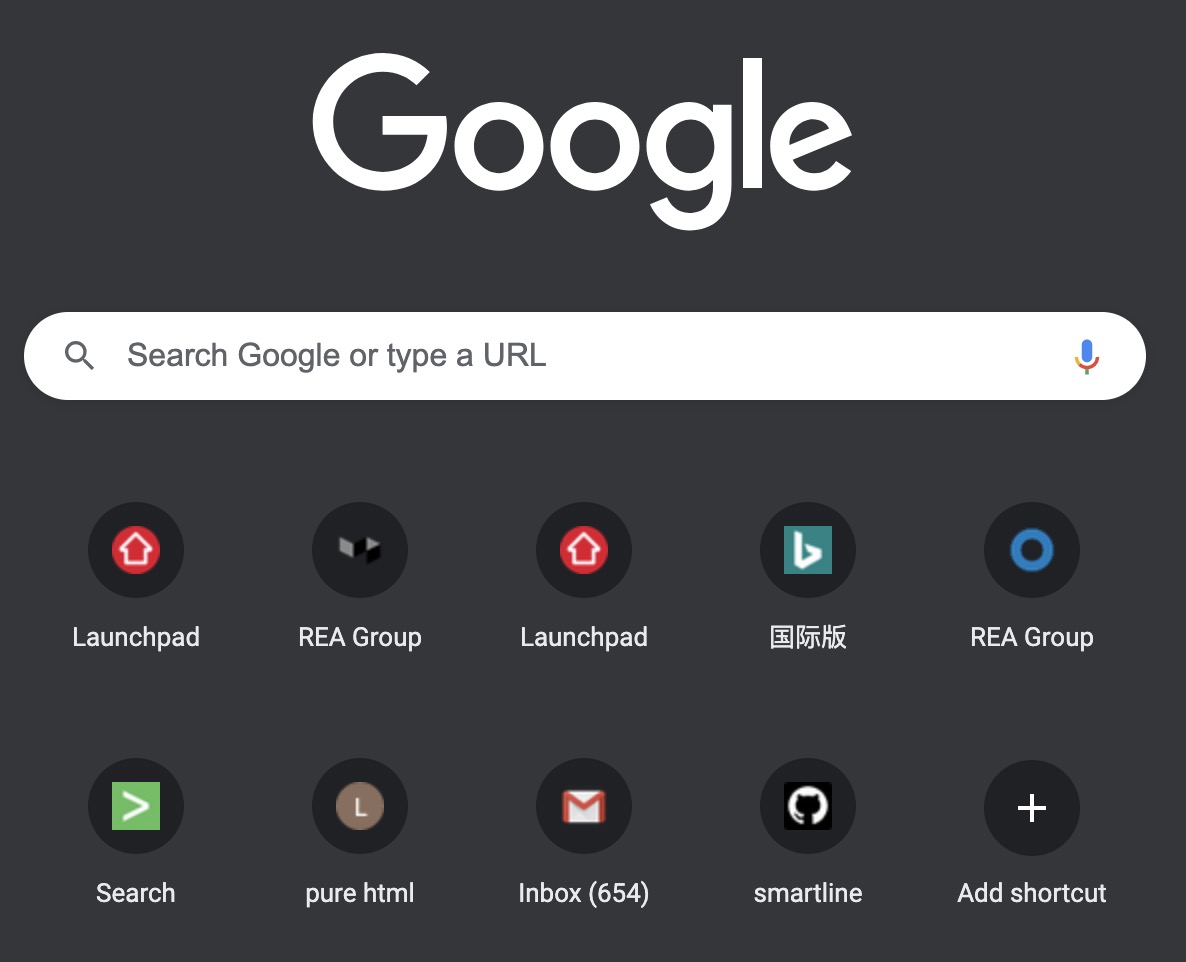 Google
Search Google or type a URL
Launchpad
REA Group
Launchpad
国际版
REA Group
L
Search
pure html
Inbox (654)
smartline
Add shortcut